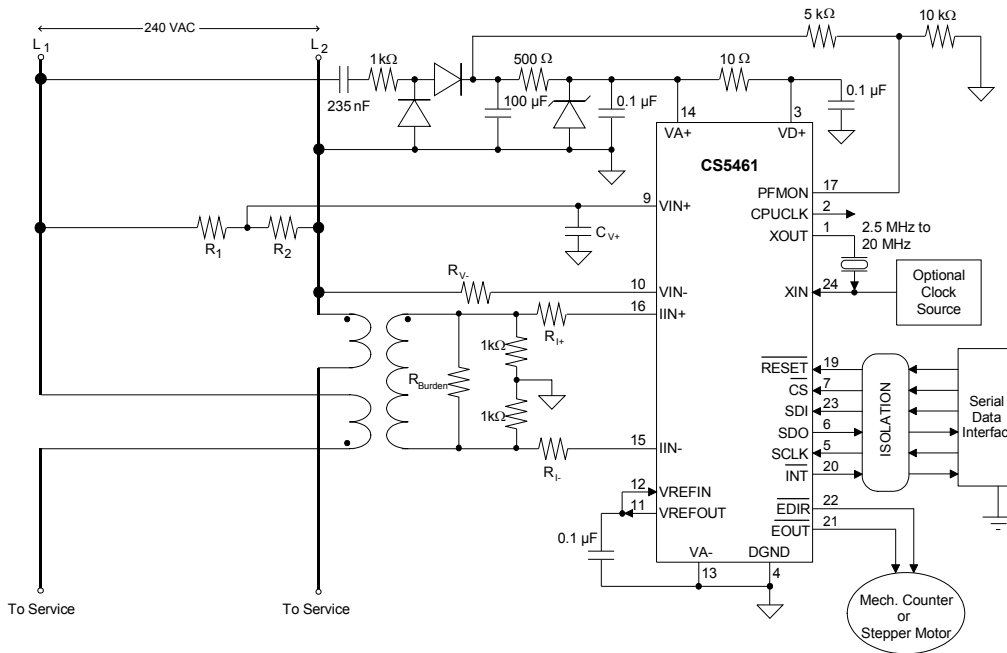 240 VAC
L1
L2
5 kΩ
10 kΩ
1kΩ
500 Ω
10 Ω
235 nF
100 µF
0.1 µF
0.1 µF
14
3
VA+
VD+
CS5461
9
VIN+
PFMON
17
CPUCLK
2
XOUT
1
2.5 MHz to
20 MHz
R1
R2
CV+
RV-
10
VIN-
16
IIN+
XIN
24
Optional
Clock
Source
RI+
1kΩ
RBurden
1kΩ
RI-
15
IIN-
RESET
19
CS
7
SDI
23
SDO
6
SCLK
5
INT
20
ISOLATION
Serial
Data
Interface
12
VREFIN
11
VREFOUT
EDIR
22
EOUT
21
0.1 µF
VA-
DGND
13
4
To Service
To Service
Mech. Counter
or
Stepper Motor